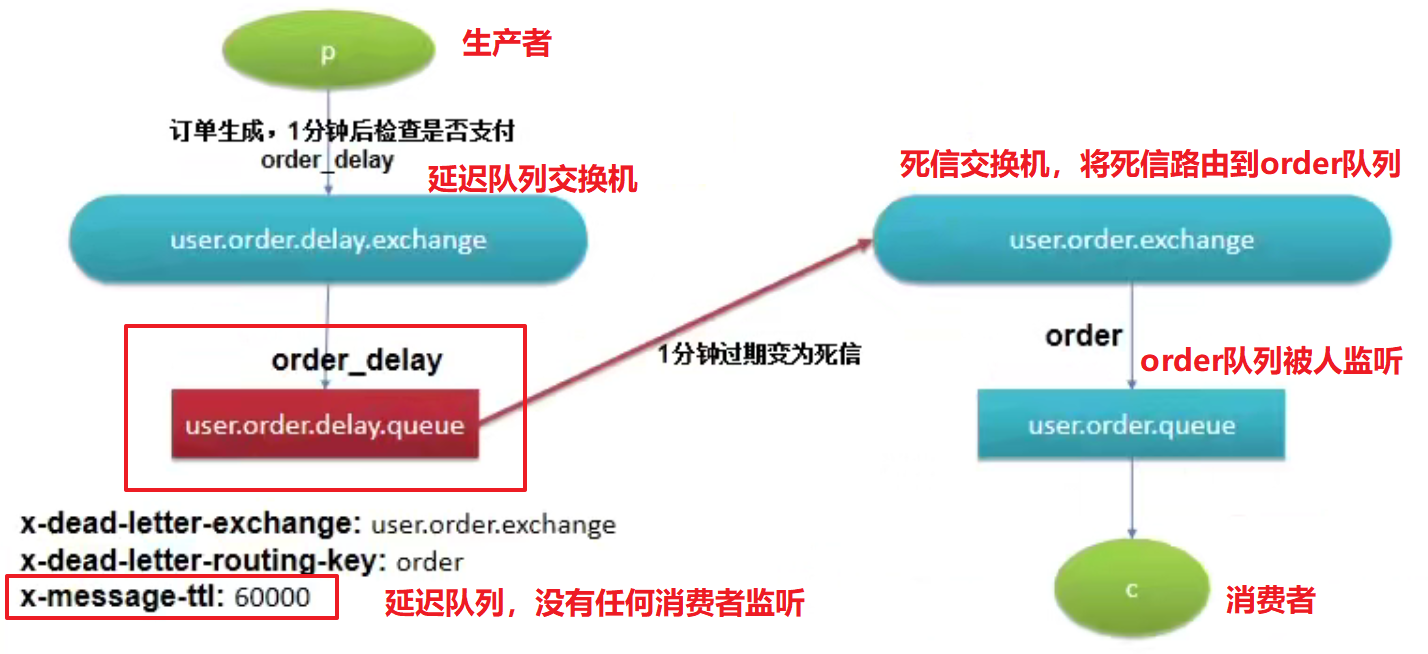 p
生产者
订单生成，1分钟后检查是否支付
order_delay
延迟队列交换机
user.order.delay.exchange
order_delay
user.order.delay.queue
x-dead-letter-exchange: user.order.exchange
x-dead-letter-routing-key: order
x-message-ttl: 60000
延迟队列，没有任何消费者监听
1分钟过期变为死信
死信交换机，将死信路由到order队列
user.order.exchange
order
order队列被人监听
user.order.queue
c
消费者